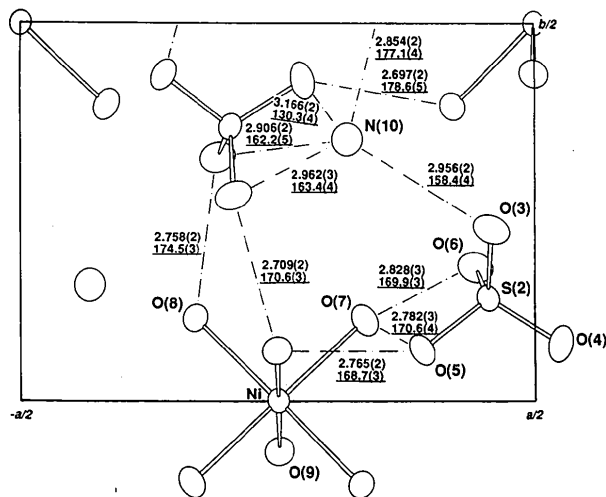 b/2
2.854(2)
177.1(4)
2.697(2)
178.6(5)
3.166(2)
130.3(4)
2.906(2)
162.2(5)
N(10)
2.962(3)
163.4(4)
2.956(2)
158.4(4)
O(3)
2.758(2)
174.5(3)
2.709(2)
170.6(3)
O(6)
2.828(3)
169.9(3)
S(2)
O(8)
O(7)
2.782(3)
170.6(4)
O(4)
O(5)
2.765(2)
168.7(3)
Ni
-a/2
a/2
O(9)